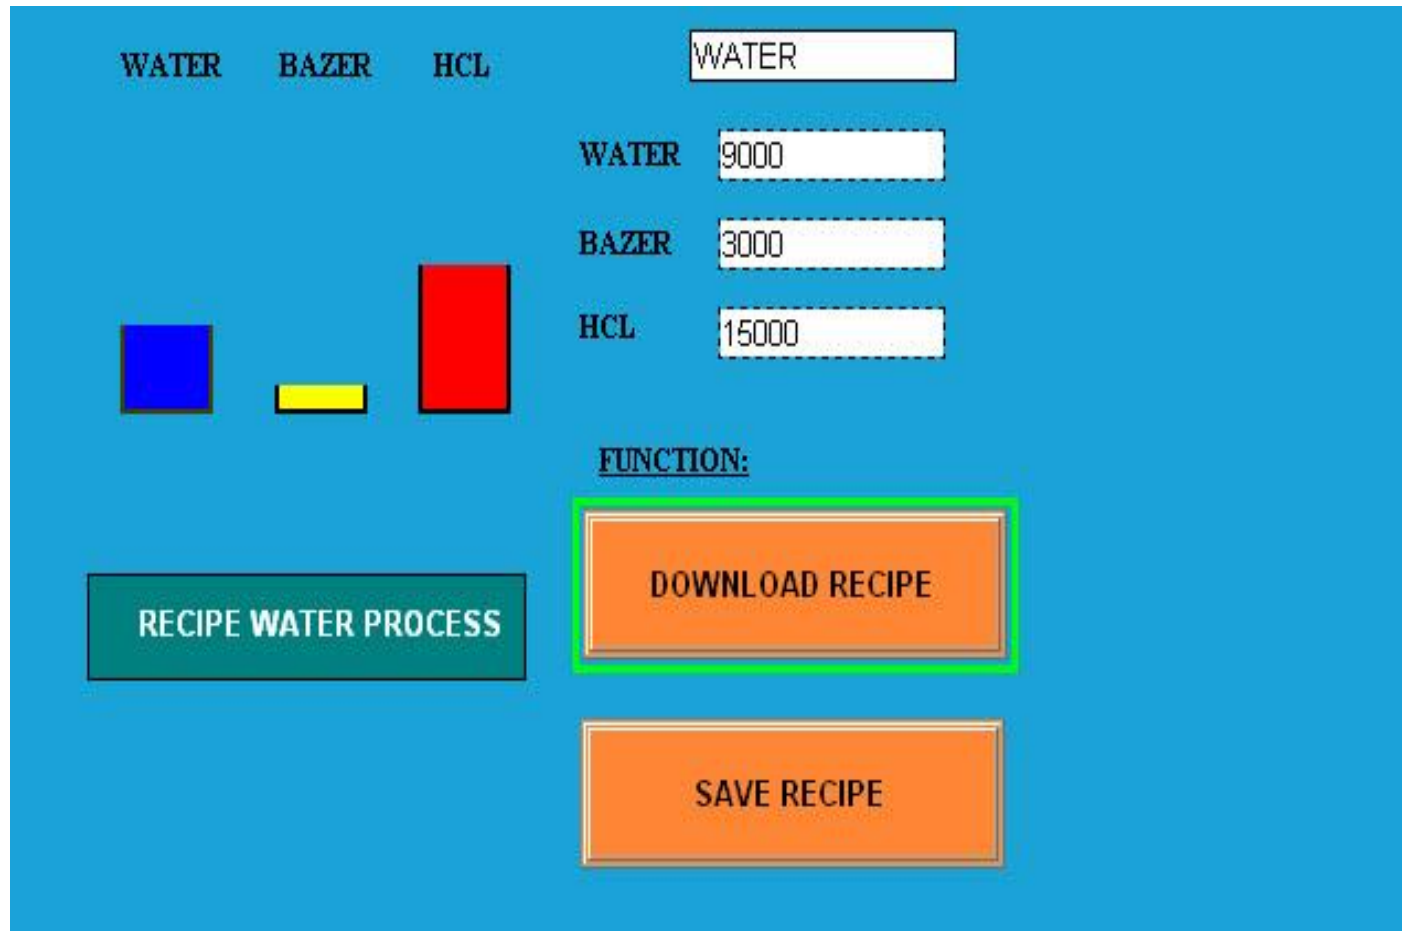 WATER BAZER HCL
WATER
WATER 9000
BAZER 3000
HCL 15000
FUNCTION:
DOWNLOAD RECIPE
RECIPE WATER PROCESS
SAVE RECIPE